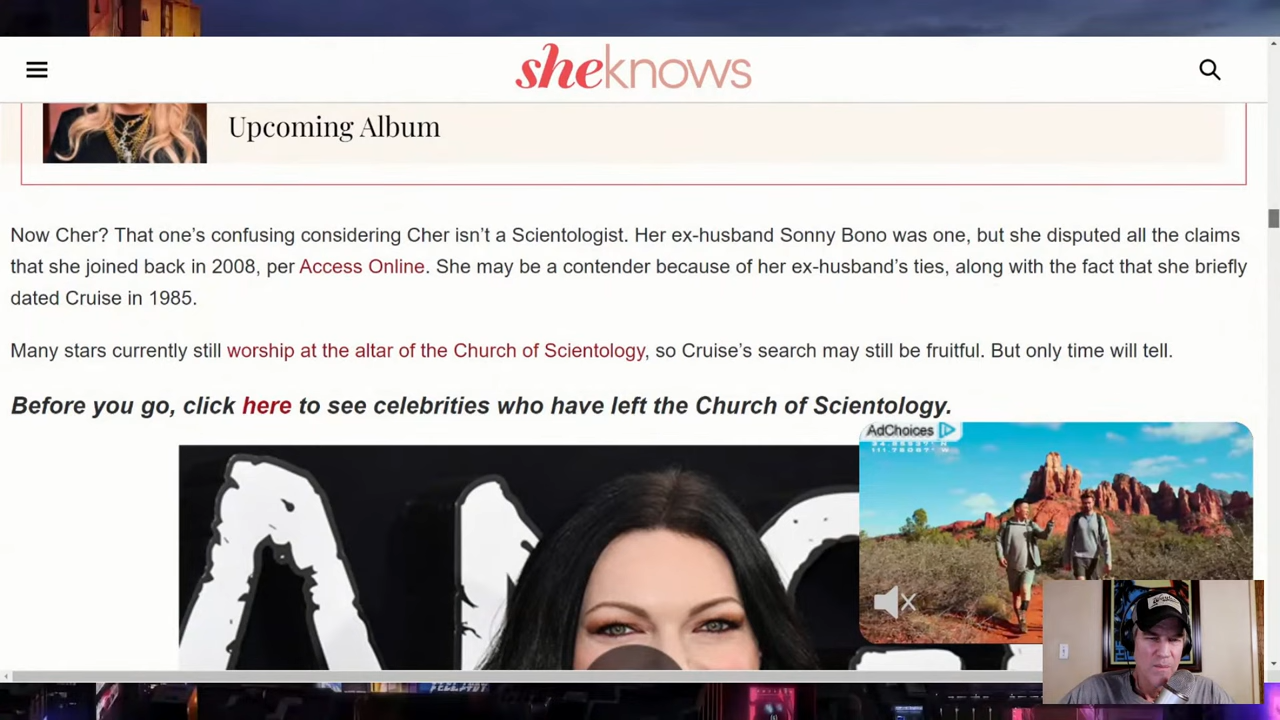 sheknows
Upcoming Album
Now Cher? That one's confusing considering Cher isn't a Scientologist. Her ex-husband Sonny Bono was one, but she disputed all the claims
that she joined back in 2008, per Access Online. She may be a contender because of her ex-husband's ties, along with the fact that she briefly
dated Cruise in 1985.
Many stars currently still worship at the altar of the Church of Scientology, so Cruise's search may still be fruitful. But only time will tell.
Before you go, click here to see celebrities who have left the Church of Scientology.
AdChoices